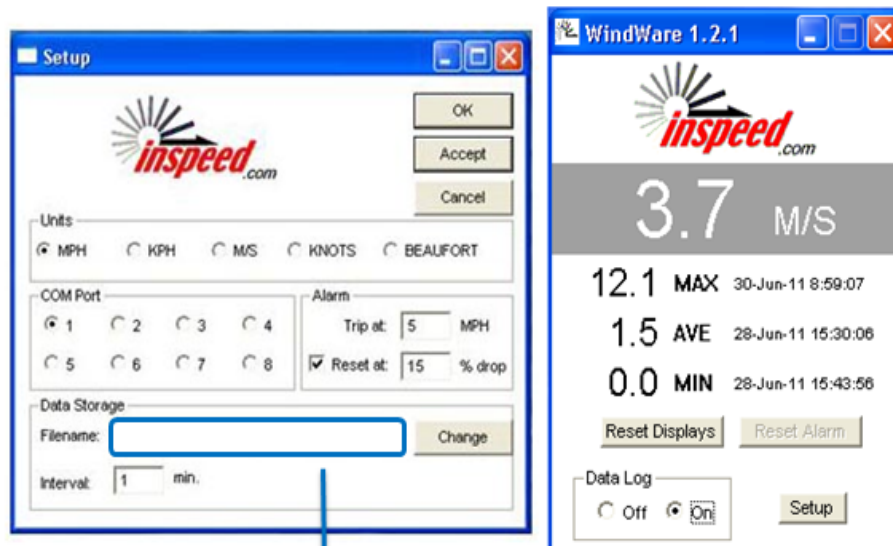 Setup
inspeed.com
OK
Accept
Cancel
Units
MPH KPH M/S KNOTS BEAUFORT
COM Port
1 2 3 4
5 6 7 8
Alarm
Trip at: 5 MPH
Reset at: 15 % drop
Data Storage
Filename: Change
Interval: 1 min.
WindWare 1.2.1
inspeed.com
3.7 M/S
12.1 MAX 30-Jun-11 8:59:07
1.5 AVE 28-Jun-11 15:30:06
0.0 MIN 28-Jun-11 15:43:56
Reset Displays Reset Alarm
Data Log
Off On
Setup